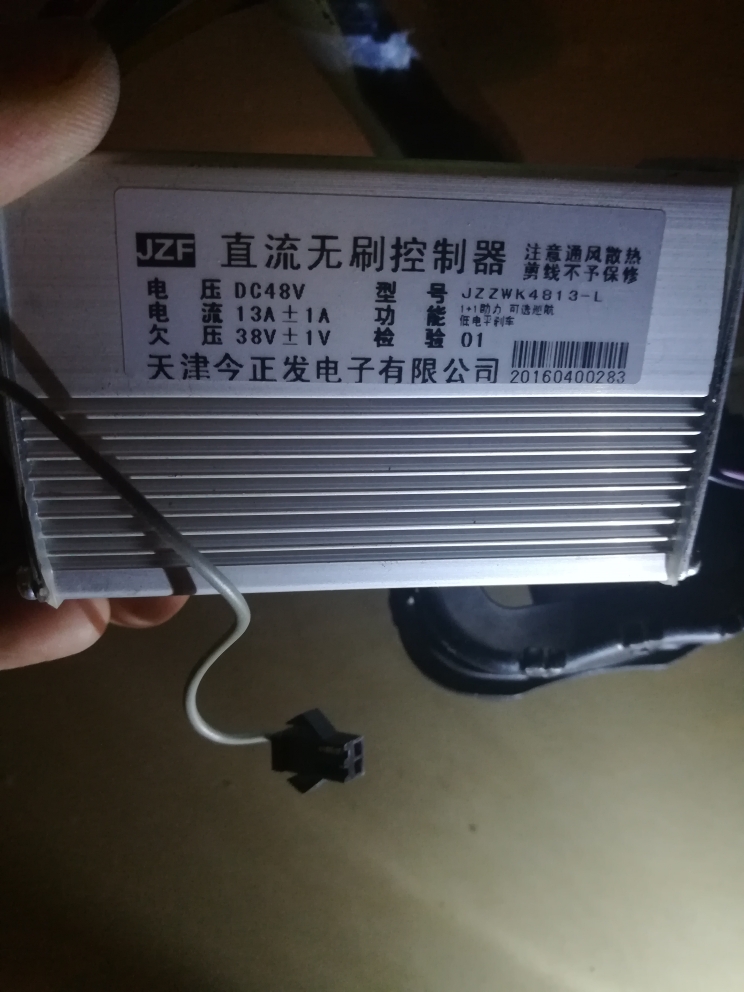 JZF 直流无刷控制器 注意通风散热
剪线不予保修
电 压 DC48V 型 号 JZZWK4813-L
电 流 13A±1A 功 能 1+1助力 可选巡航
低电平刹车
欠 压 38V±1V 检 验 01
天津今正发电子有限公司 20160400283